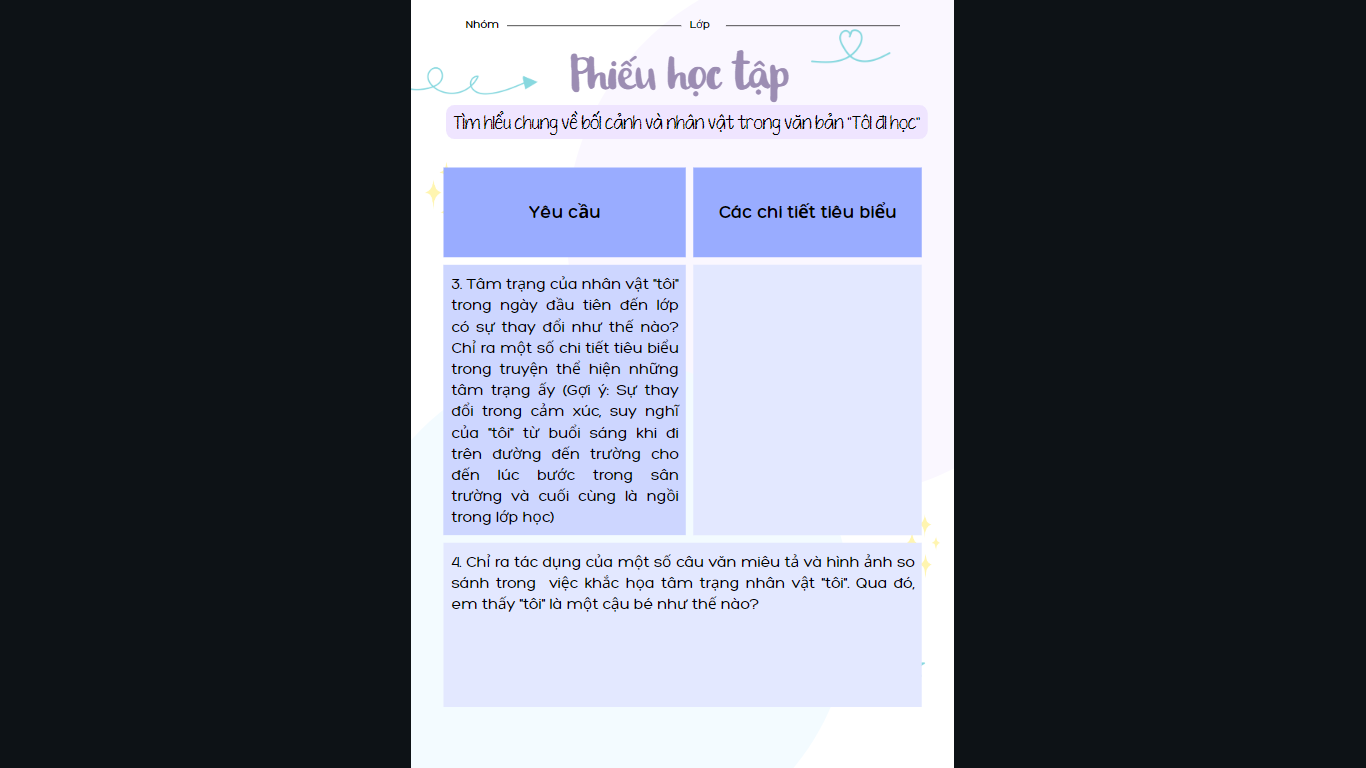 Nhóm Lớp
Phiếu học tập
Tìm hiểu chung về bối cảnh và nhân vật trong văn bản "Tôi đi học"
Yêu cầu
Các chi tiết tiêu biểu
3. Tâm trạng của nhân vật "tôi"
trong ngày đầu tiên đến lớp
có sự thay đổi như thế nào?
Chỉ ra một số chi tiết tiêu biểu
trong truyện thể hiện những
tâm trạng ấy (Gợi ý: Sự thay
đổi trong cảm xúc, suy nghĩ
của "tôi" từ buổi sáng khi đi
trên đường đến trường cho
đến lúc bước trong sân
trường và cuối cùng là ngồi
trong lớp học)
4. Chỉ ra tác dụng của một số câu văn miêu tả và hình ảnh so
sánh trong việc khắc họa tâm trạng nhân vật "tôi". Qua đó,
em thấy "tôi" là một cậu bé như thế nào?